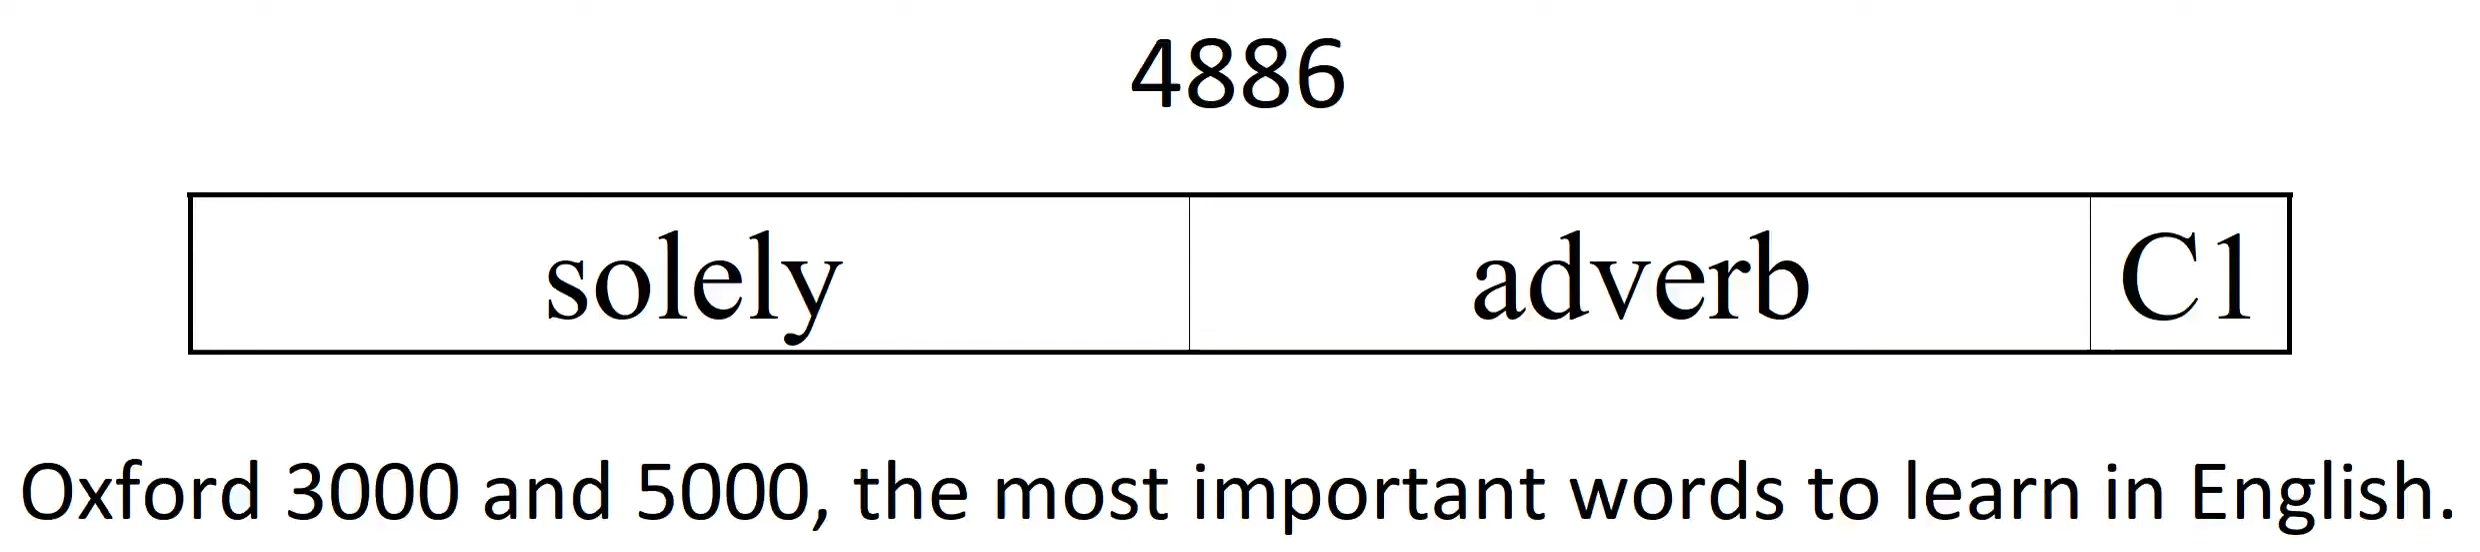 4886
solely adverb C1
Oxford 3000 and 5000, the most important words to learn in English.